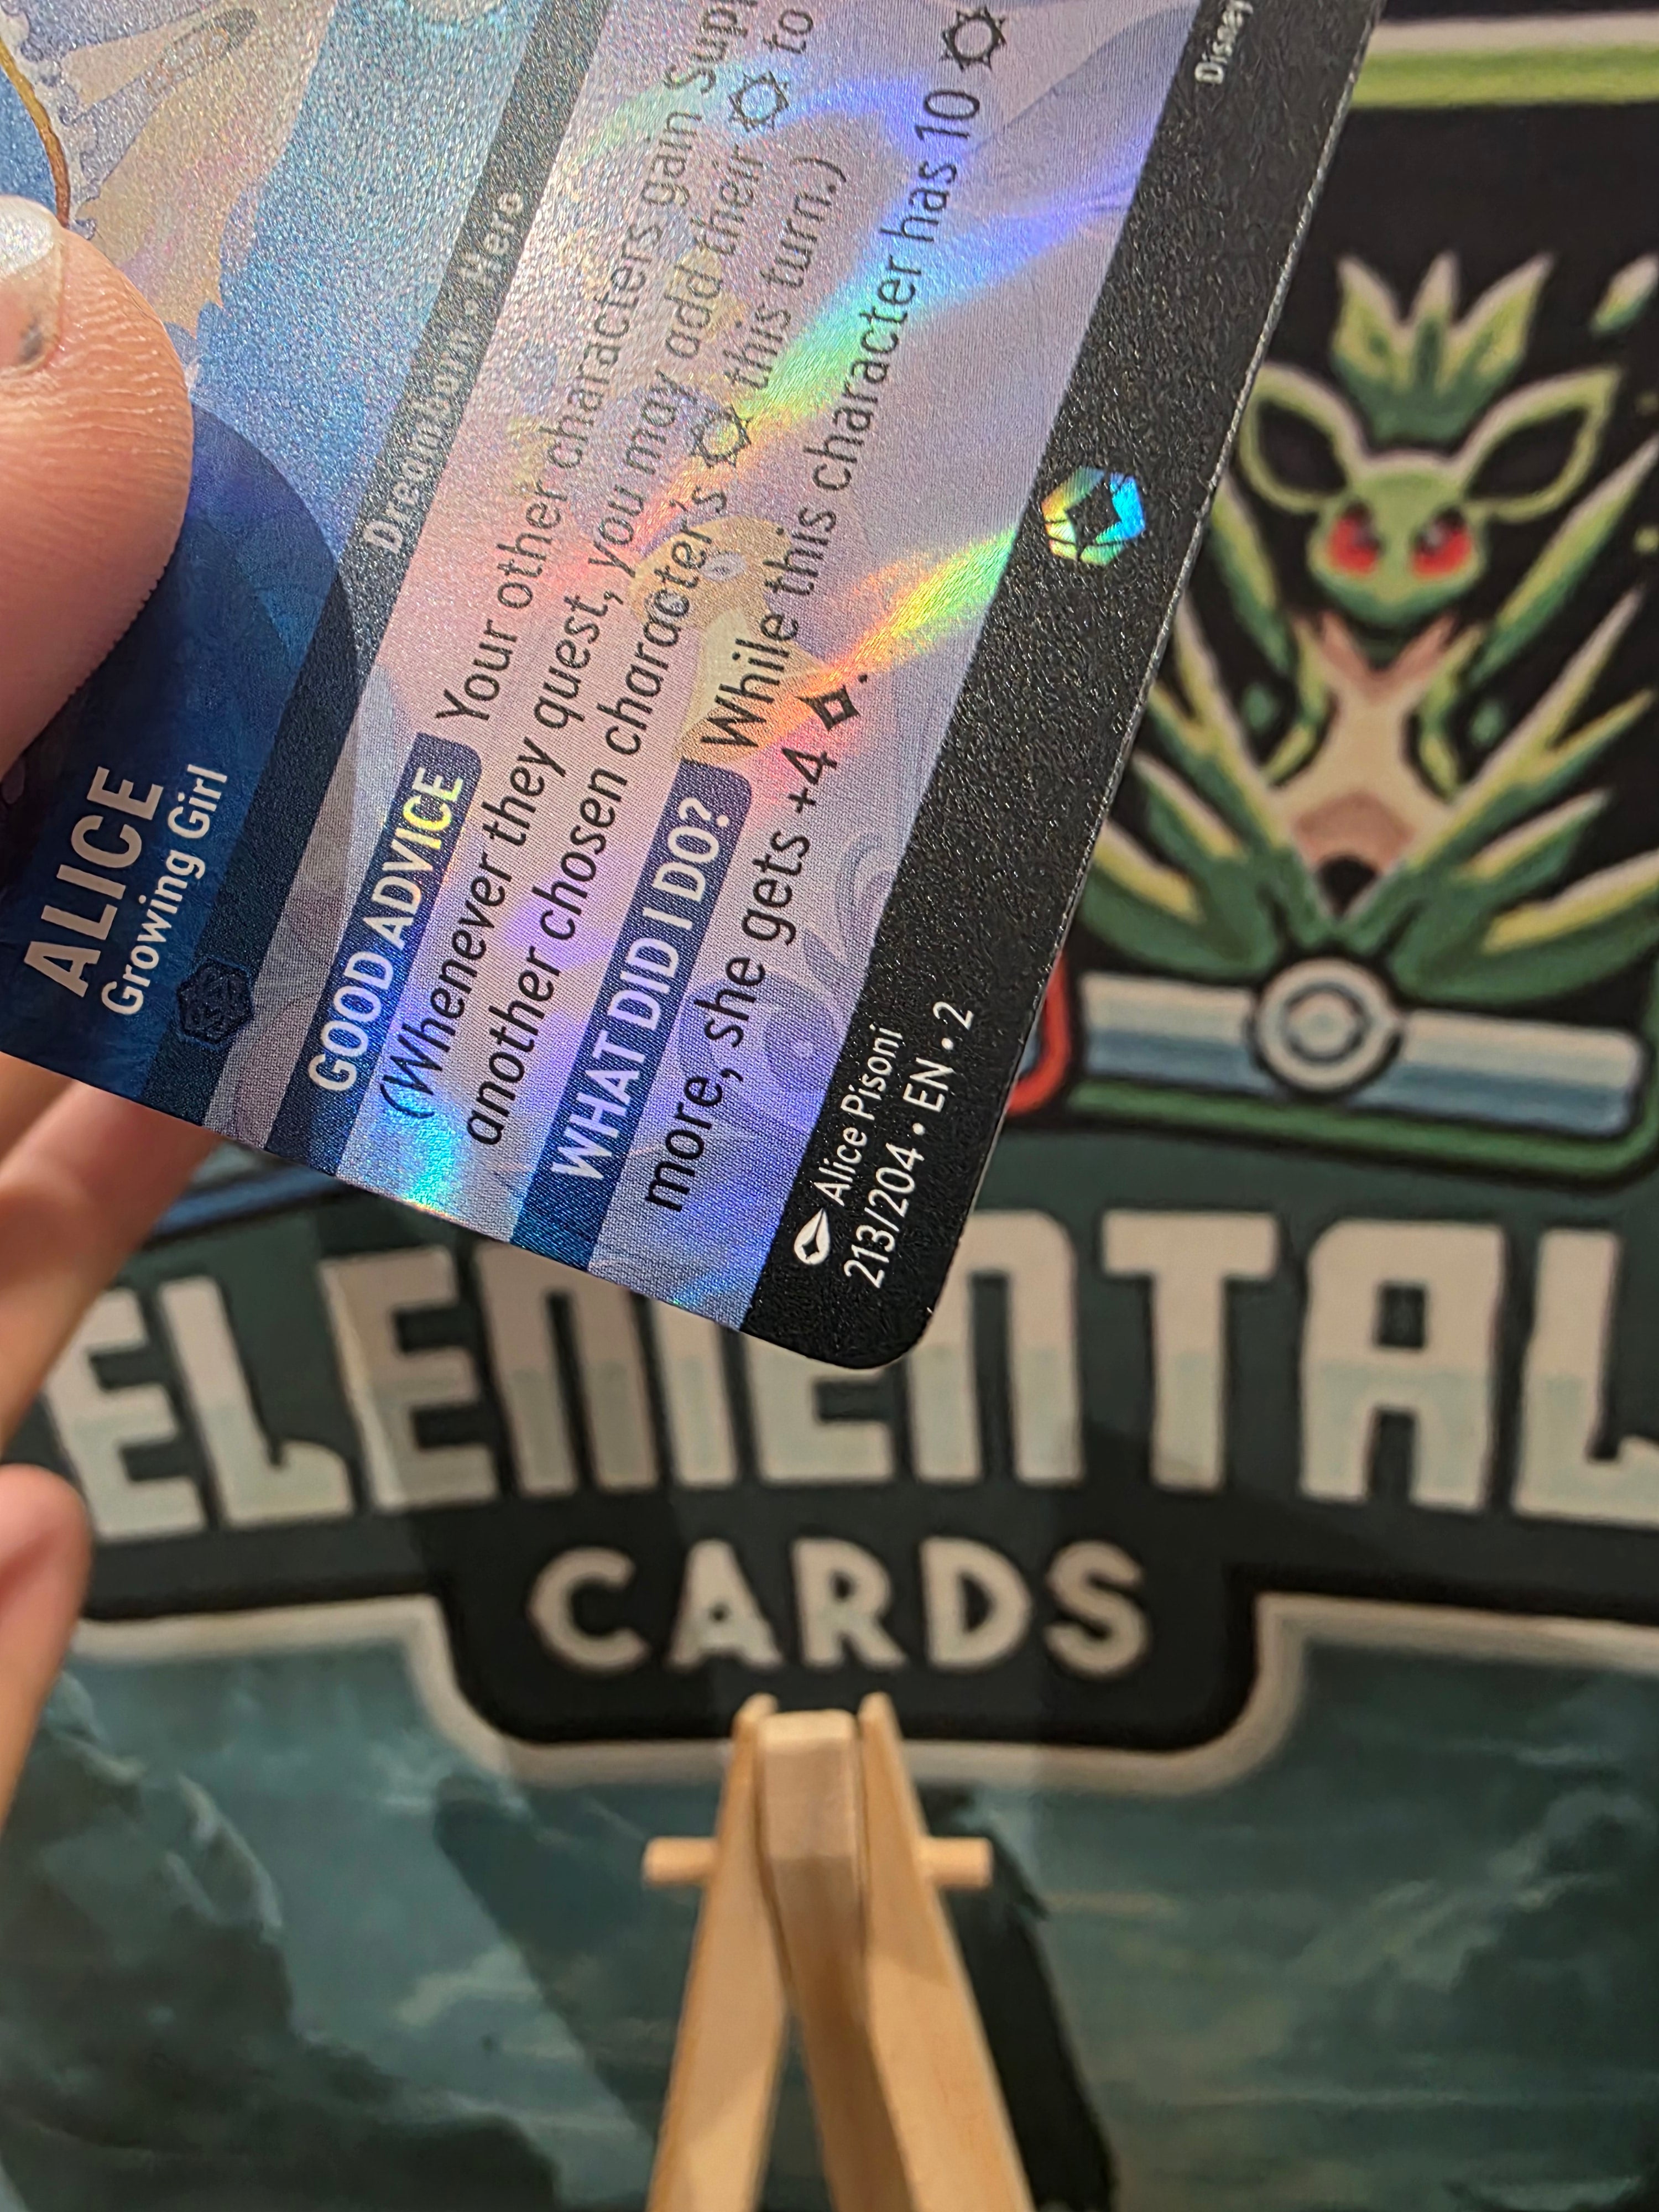 ALICE
Growing Girl
Dreamborn • Hero
GOOD ADVICE Your other characters gain Supp
(Whenever they quest, you may add their ¤ to
another chosen character's ¤ this turn.)
WHAT DID I DO? While this character has 10 ¤
more, she gets +4 ◊.
Alice Pisoni
213/204 • EN • 2
Disney
ELEMENTAL
CARDS